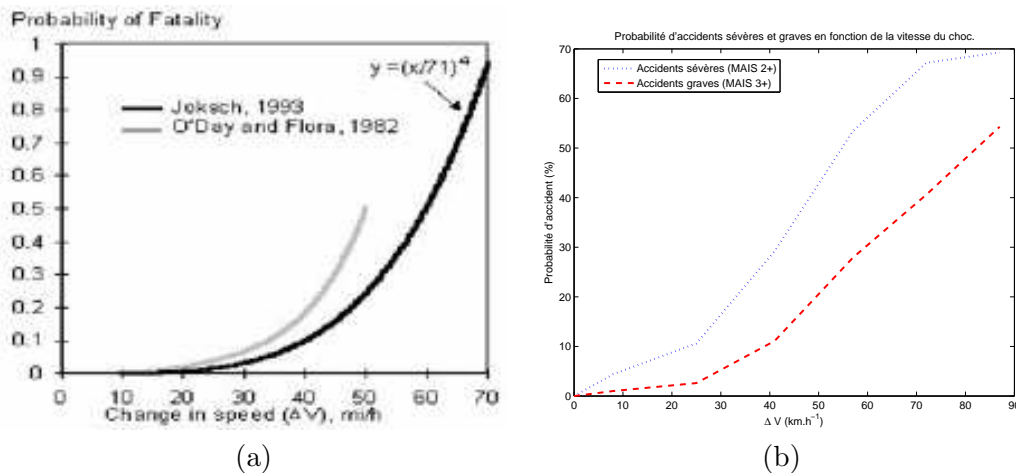 Probability of Fatality
1
0.9
0.8
0.7
0.6
0.5
0.4
0.3
0.2
0.1
0
y=(x/71)^4
Joksch, 1993
O'Day and Flora, 1982
0 10 20 30 40 50 60 70
Change in speed (ΔV), mi/h
(a)
Probabilité d'accidents sévères et graves en fonction de la vitesse du choc.
70
60
50
40
30
20
10
0
Probabilité d'accident (%)
Accidents sévères (MAIS 2+)
Accidents graves (MAIS 3+)
0 10 20 30 40 50 60 70 80 90
Δ V (km.h⁻¹)
(b)